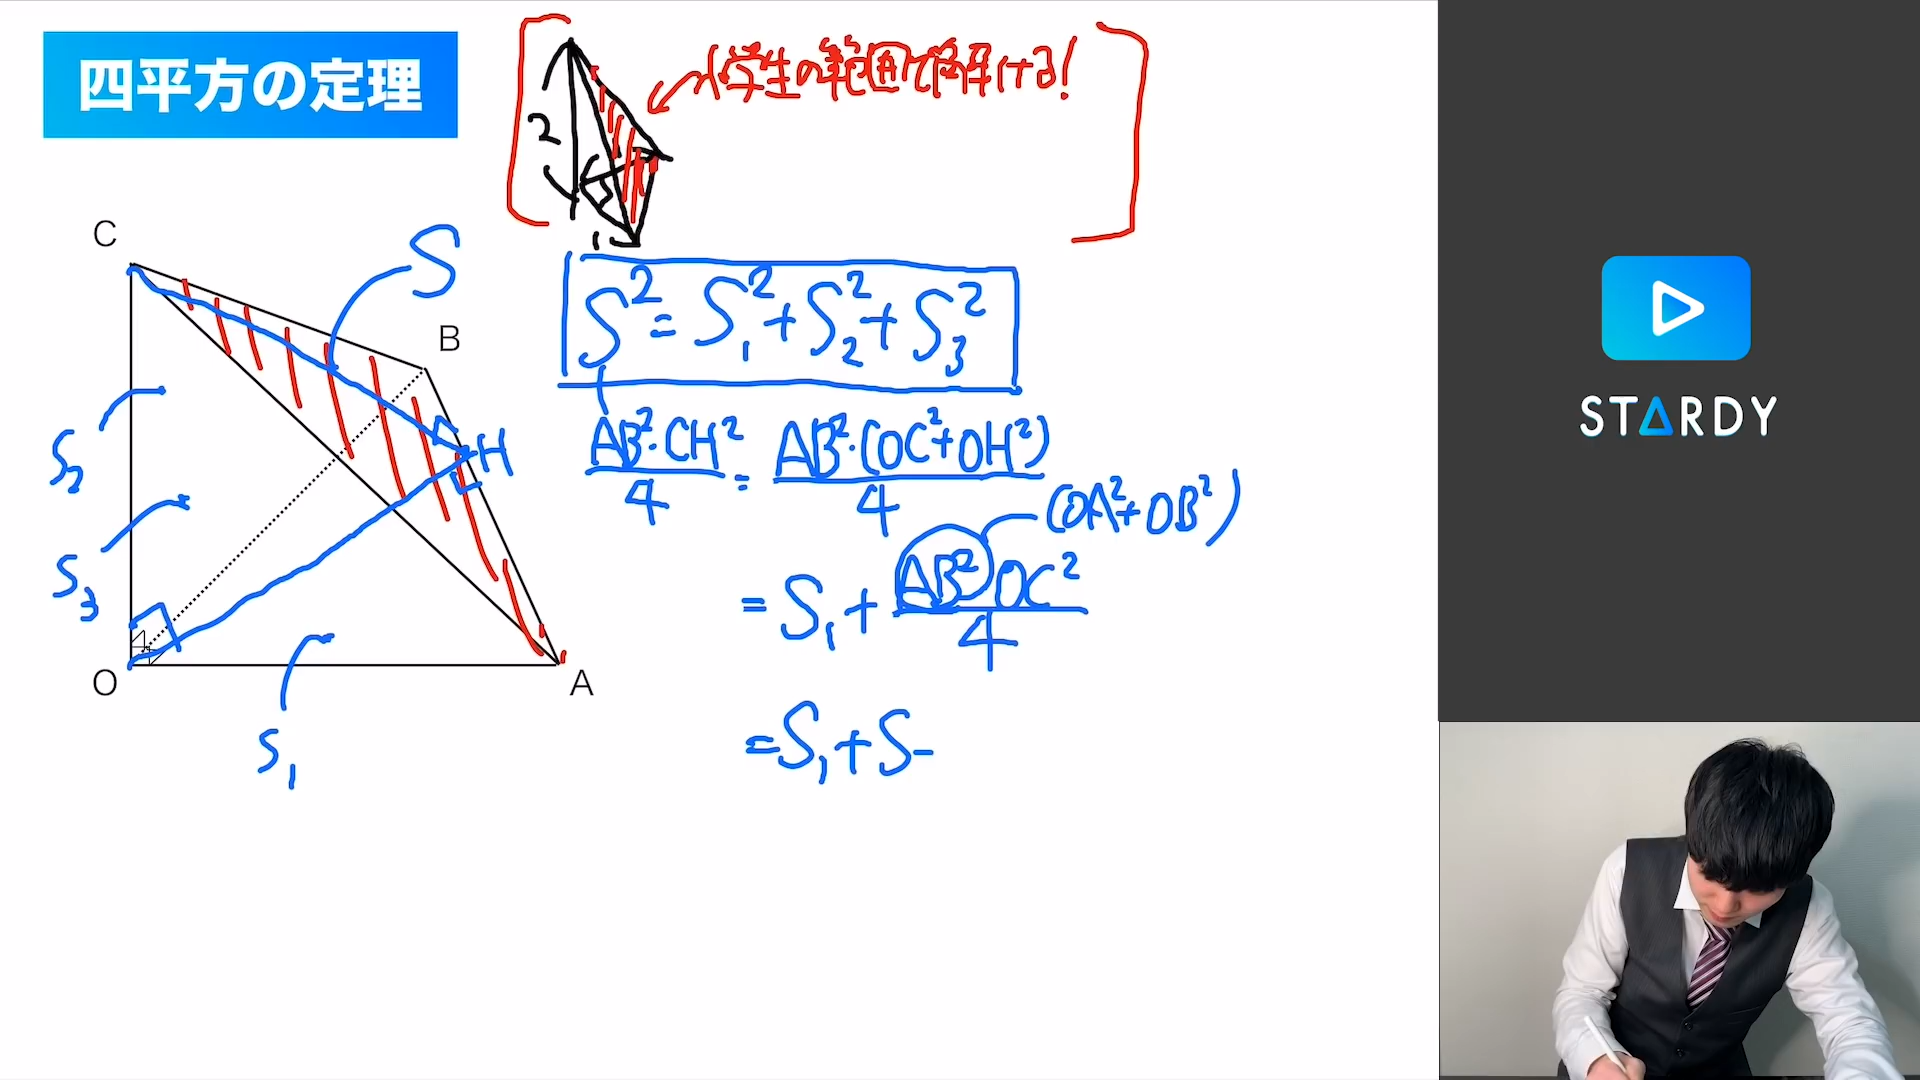 四平方の定理
小学生の範囲で解ける!
2
1
C
S
B
H
S₂
S₃
O
A
S₁
S² = S₁² + S₂² + S₃²
AB²・CH²/4 = AB²・(OC²+OH²)/4
(OA²+OB²)
= S₁ + AB² OC²/4
= S₁ + S
STARDY